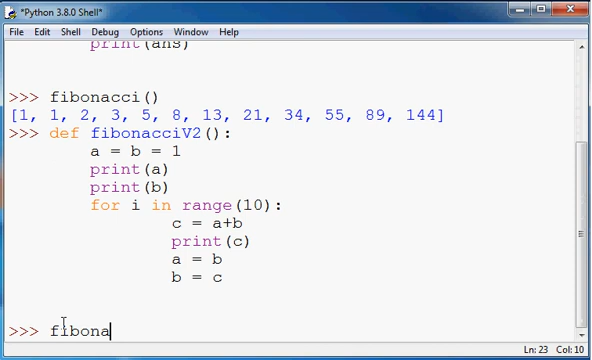 *Python 3.8.0 Shell*
File Edit Shell Debug Options Window Help
print(ans)
>>> fibonacci()
[1, 1, 2, 3, 5, 8, 13, 21, 34, 55, 89, 144]
>>> def fibonacciV2():
a = b = 1
print(a)
print(b)
for i in range(10):
c = a+b
print(c)
a = b
b = c
>>> fibona
Ln: 23 Col: 10